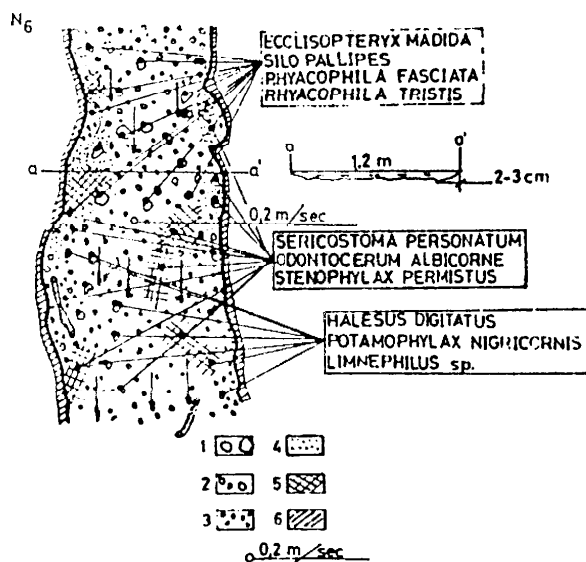 N6
ECCLISOPTERYX MADIDA
SILO PALLIPES
RHYACOPHILA FASCIATA
RHYACOPHILA TRISTIS
a
a'
a
a'
1,2 m
2-3 cm
0,2 m/sec
SERICOSTOMA PERSONATUM
ODONTOCERUM ALBICORNE
STENOPHYLAX PERMISTUS
HALESUS DIGITATUS
POTAMOPHYLAX NIGRICORNIS
LIMNEPHILUS sp.
1
4
2
5
3
6
0,2 m/sec